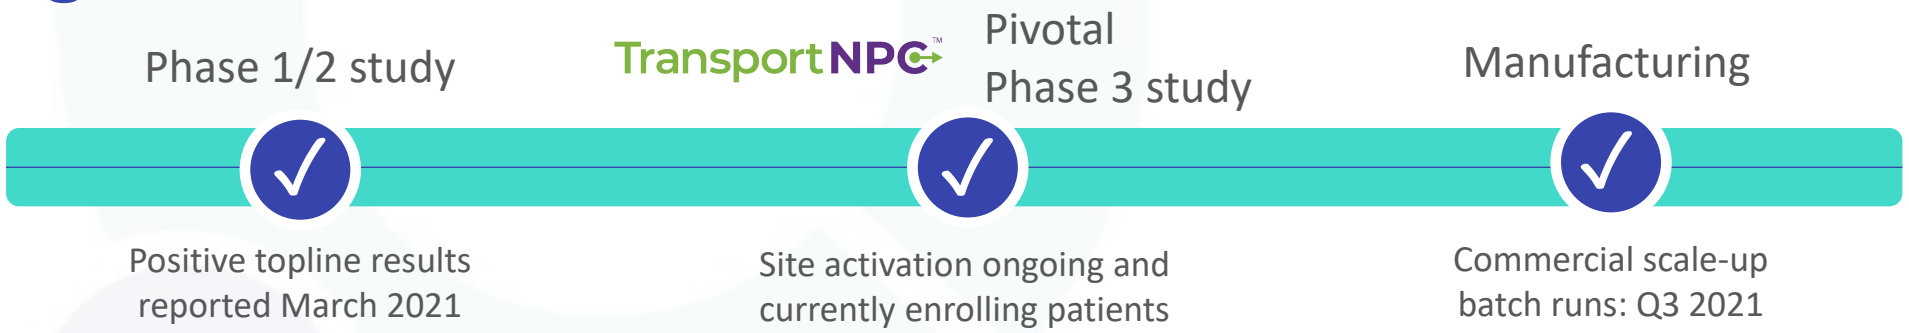 Phase 1/2 study
Positive topline results
reported March 2021
TransportNPC™
Pivotal
Phase 3 study
Site activation ongoing and
currently enrolling patients
Manufacturing
Commercial scale-up
batch runs: Q3 2021